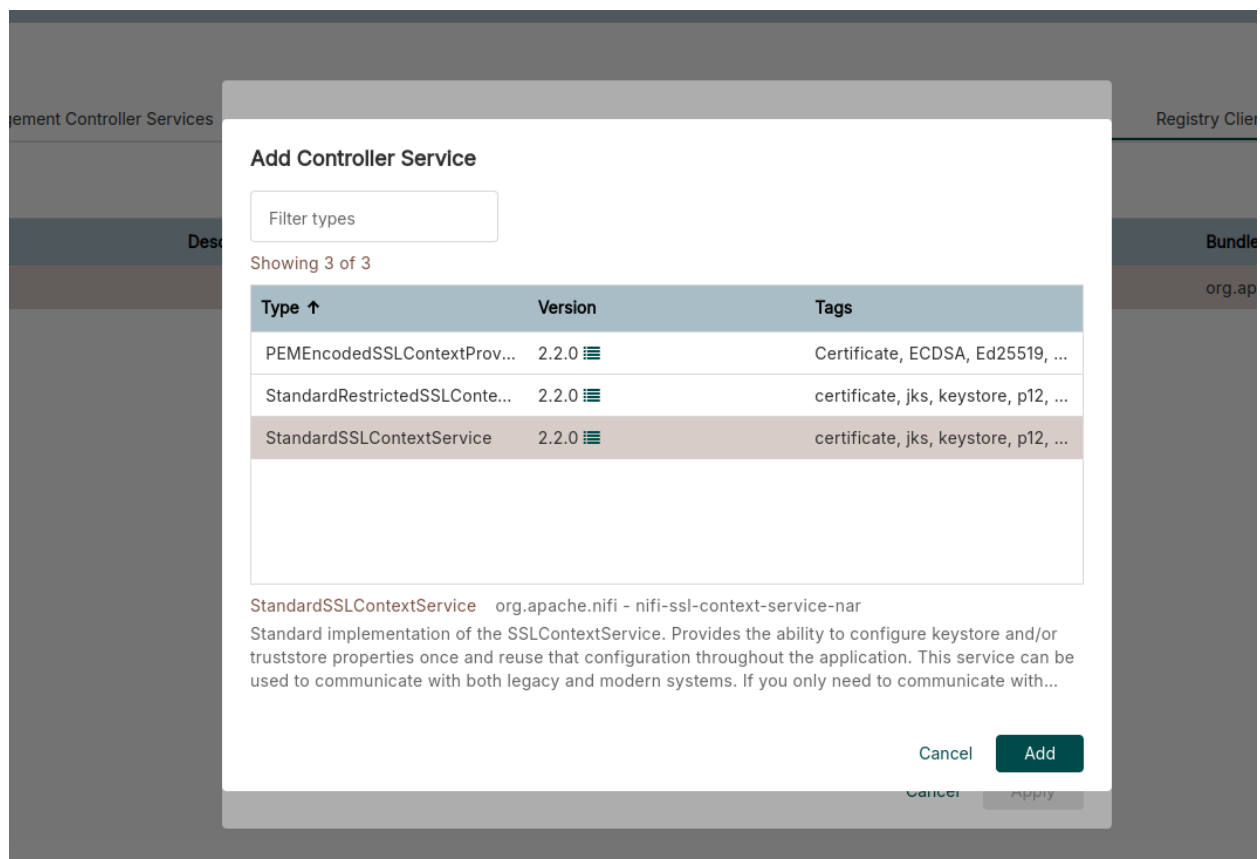 gement Controller Services
Registry Clier
Add Controller Service
Filter types
Desc
Bundle
Showing 3 of 3
org.ap
Type ↑ Version Tags
PEMEncodedSSLContextProv... 2.2.0 Certificate, ECDSA, Ed25519, ...
StandardRestrictedSSLConte... 2.2.0 certificate, jks, keystore, p12, ...
StandardSSLContextService 2.2.0 certificate, jks, keystore, p12, ...
StandardSSLContextService org.apache.nifi - nifi-ssl-context-service-nar
Standard implementation of the SSLContextService. Provides the ability to configure keystore and/or
truststore properties once and reuse that configuration throughout the application. This service can be
used to communicate with both legacy and modern systems. If you only need to communicate with...
Cancel Add
Cancel Apply